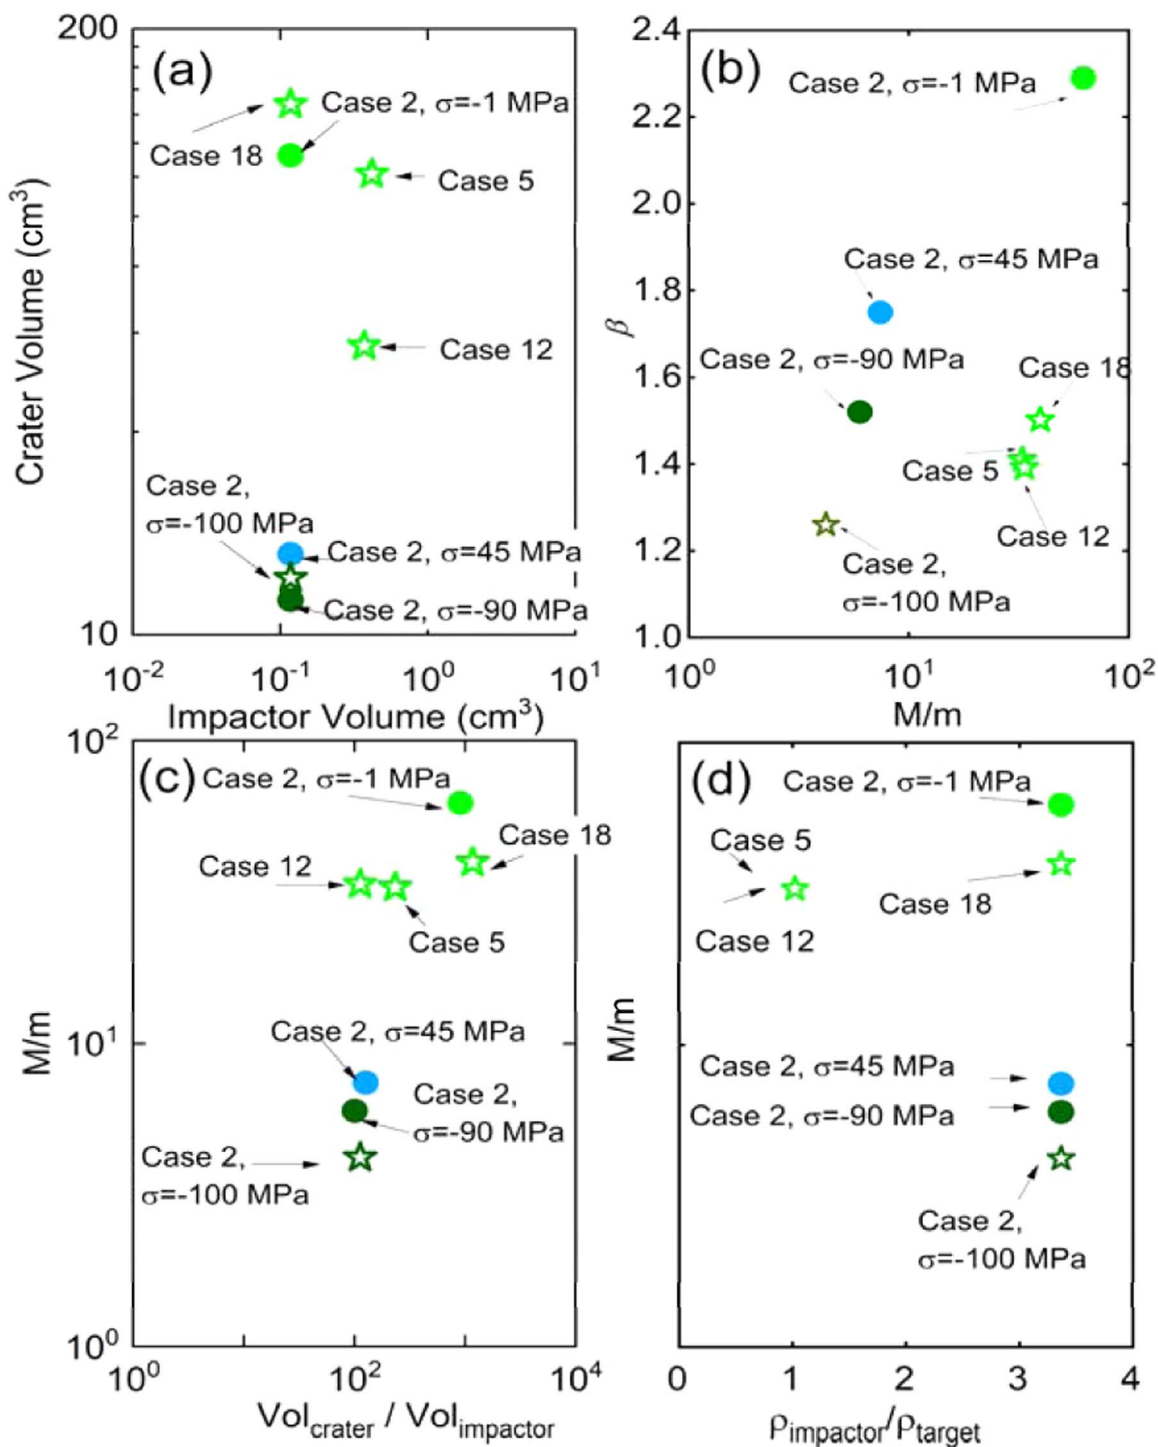 200
(a)
Case 2, σ=-1 MPa
Case 18
Case 5
Crater Volume (cm³)
Case 12
Case 2,
σ=-100 MPa
Case 2, σ=45 MPa
Case 2, σ=-90 MPa
10
10⁻² 10⁻¹ 10⁰ 10¹
Impactor Volume (cm³)
2.4
(b)
Case 2, σ=-1 MPa
2.2
2.0
Case 2, σ=45 MPa
1.8
β
Case 2, σ=-90 MPa
Case 18
1.6
1.4
Case 5
Case 12
1.2
Case 2,
σ=-100 MPa
1.0
10⁰ 10¹ 10²
M/m
10²
(c)
Case 2, σ=-1 MPa
Case 18
Case 12
Case 5
M/m
10¹
Case 2, σ=45 MPa
Case 2,
σ=-90 MPa
Case 2,
σ=-100 MPa
10⁰
10⁰ 10² 10⁴
Vol_crater / Vol_impactor
(d)
Case 2, σ=-1 MPa
Case 5
Case 18
Case 12
M/m
Case 2, σ=45 MPa
Case 2, σ=-90 MPa
Case 2,
σ=-100 MPa
0 1 2 3 4
ρ_impactor/ρ_target